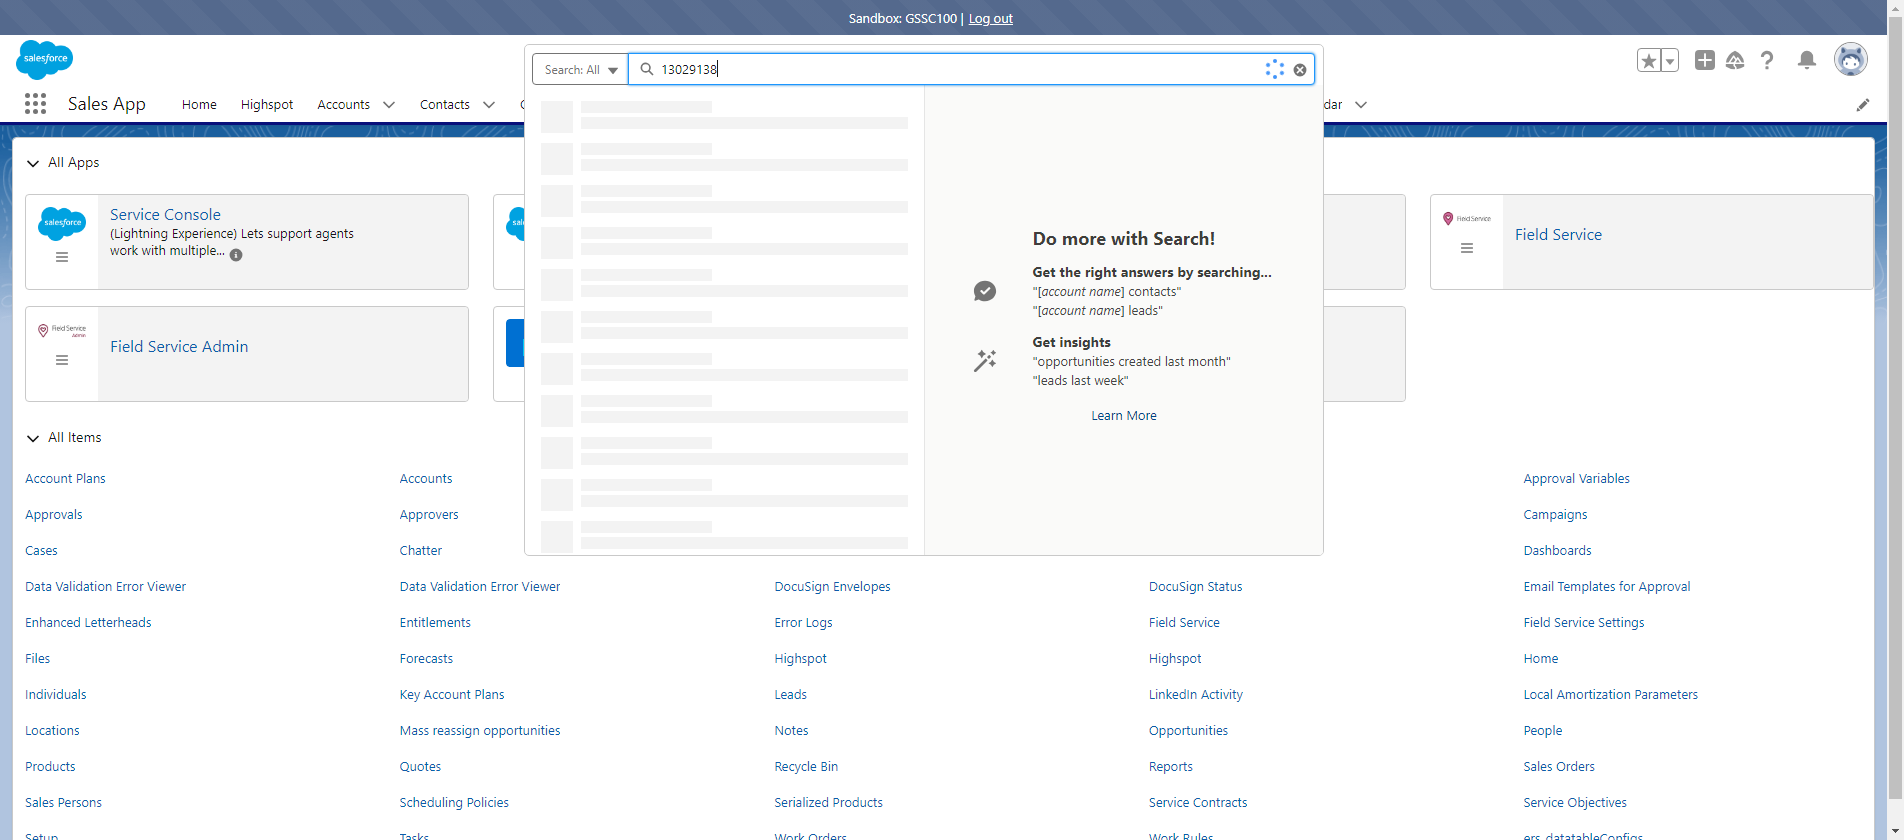 Sandbox: GSSC100 | Log out
salesforce
Search: All
13029138
Sales App
Home
Highspot
Accounts
Contacts
dar
All Apps
salesforce
Service Console
(Lightning Experience) Lets support agents
work with multiple...
Field Service
Field Service
Field Service
Admin
Field Service Admin
Do more with Search!
Get the right answers by searching...
"[account name] contacts"
"[account name] leads"
Get insights
"opportunities created last month"
"leads last week"
Learn More
All Items
Account Plans
Accounts
Approval Variables
Approvals
Approvers
Campaigns
Cases
Chatter
Dashboards
Data Validation Error Viewer
Data Validation Error Viewer
DocuSign Envelopes
DocuSign Status
Email Templates for Approval
Enhanced Letterheads
Entitlements
Error Logs
Field Service
Field Service Settings
Files
Forecasts
Highspot
Highspot
Home
Individuals
Key Account Plans
Leads
LinkedIn Activity
Local Amortization Parameters
Locations
Mass reassign opportunities
Notes
Opportunities
People
Products
Quotes
Recycle Bin
Reports
Sales Orders
Sales Persons
Scheduling Policies
Serialized Products
Service Contracts
Service Objectives
Setup
Tasks
Work Orders
Work Rules
ers_datatableConfigs